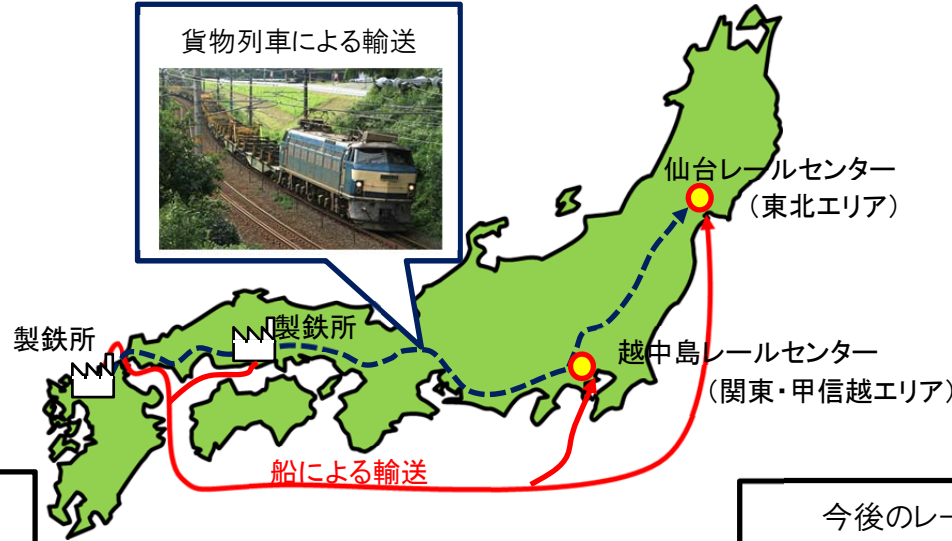 貨物列車による輸送
仙台レールセンター
（東北エリア）
製鉄所
製鉄所
越中島レールセンター
（関東・甲信越エリア）
船による輸送
今後のレー